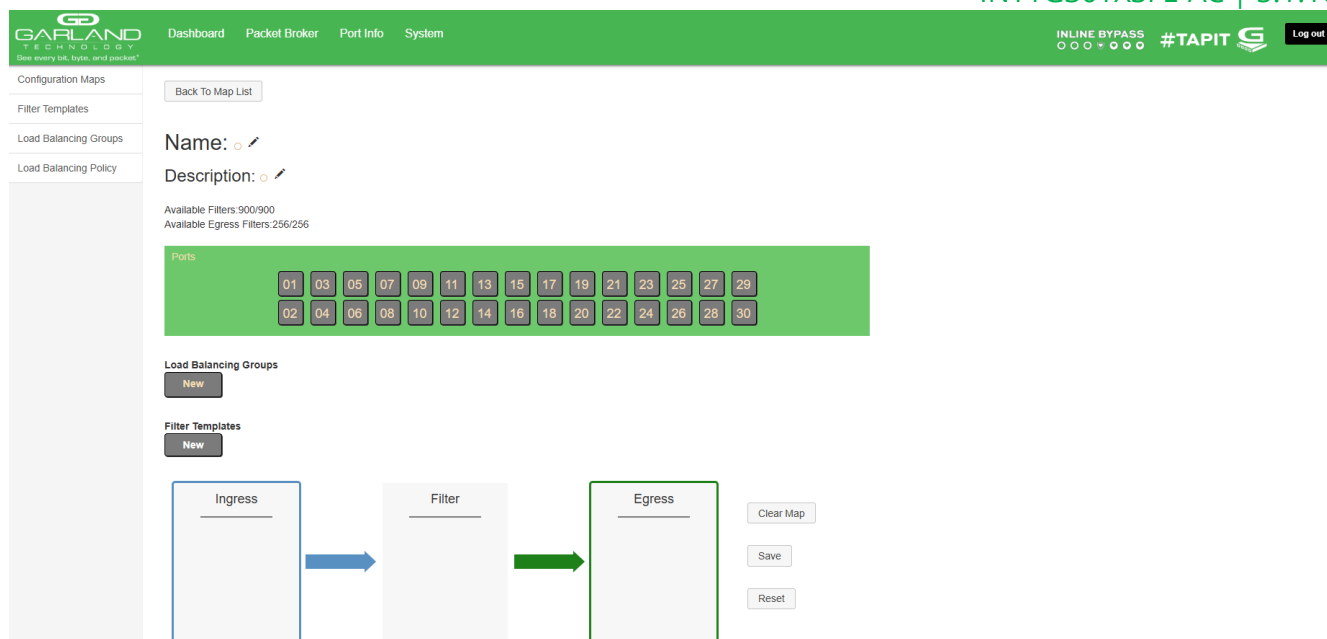 GARLAND
TECHNOLOGY
See every bit, byte, and packet®
Dashboard Packet Broker Port Info System
INLINE BYPASS
#TAPIT
Log out
Configuration Maps
Filter Templates
Load Balancing Groups
Load Balancing Policy
Back To Map List
Name:
Description:
Available Filters:900/900
Available Egress Filters:256/256
Ports
01 03 05 07 09 11 13 15 17 19 21 23 25 27 29
02 04 06 08 10 12 14 16 18 20 22 24 26 28 30
Load Balancing Groups
New
Filter Templates
New
Ingress
Filter
Egress
Clear Map
Save
Reset